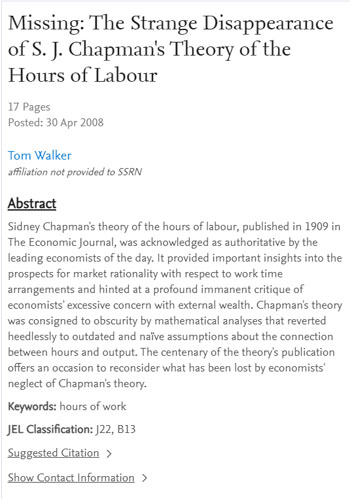 Missing: The Strange Disappearance
of S. J. Chapman's Theory of the
Hours of Labour
17 Pages
Posted: 30 Apr 2008
Tom Walker
affiliation not provided to SSRN
Abstract
Sidney Chapman's theory of the hours of labour, published in 1909 in
The Economic Journal, was acknowledged as authoritative by the
leading economists of the day. It provided important insights into the
prospects for market rationality with respect to work time
arrangements and hinted at a profound immanent critique of
economists' excessive concern with external wealth. Chapman's theory
was consigned to obscurity by mathematical analyses that reverted
heedlessly to outdated and naïve assumptions about the connection
between hours and output. The centenary of the theory's publication
offers an occasion to reconsider what has been lost by economists'
neglect of Chapman's theory.
Keywords: hours of work
JEL Classification: J22, B13
Suggested Citation >
Show Contact Information >